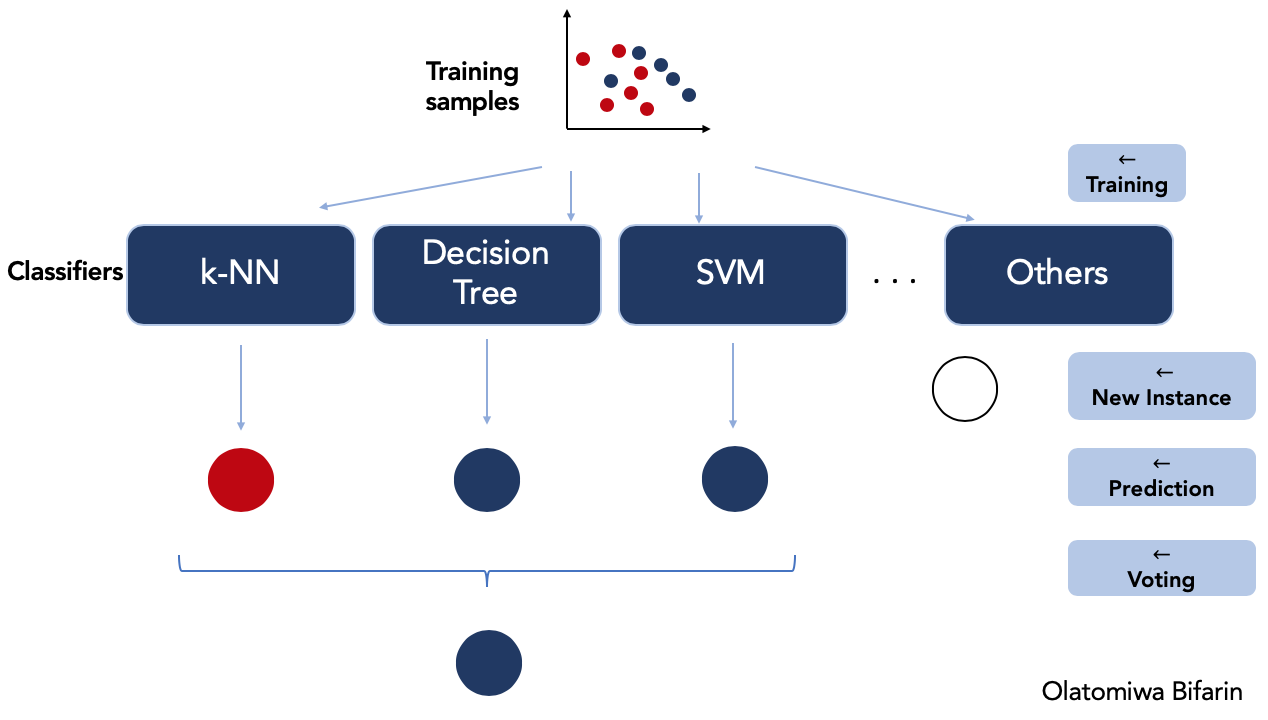 Training
samples
←
Training
Classifiers
k-NN
Decision
Tree
SVM
. . .
Others
←
New Instance
←
Prediction
←
Voting
Olatomiwa Bifarin